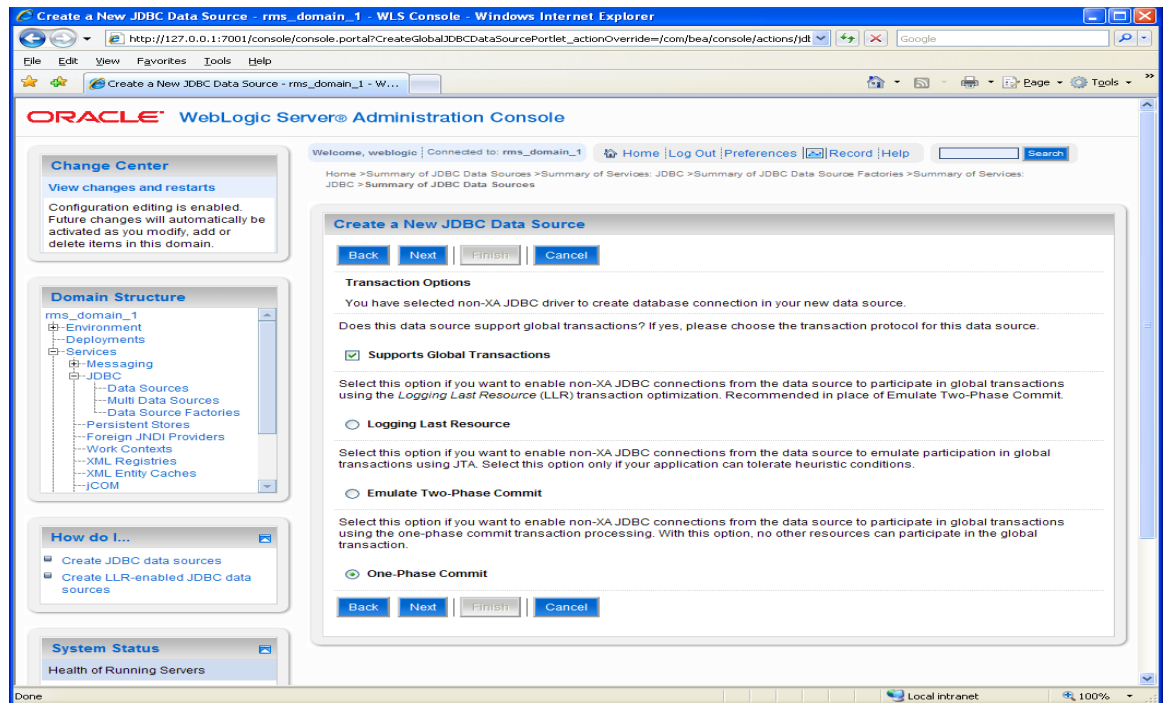 Create a New JDBC Data Source - rms_domain_1 - WLS Console - Windows Internet Explorer
http://127.0.0.1:7001/console/console.portal?CreateGlobalJDBCDataSourcePortlet_actionOverride=/com/bea/console/actions/jdb
Google
File Edit View Favorites Tools Help
Create a New JDBC Data Source - rms_domain_1 - W...
Page Tools
ORACLE WebLogic Server® Administration Console
Change Center
View changes and restarts
Configuration editing is enabled.
Future changes will automatically be
activated as you modify, add or
delete items in this domain.
Domain Structure
rms_domain_1
Environment
Deployments
Services
Messaging
JDBC
Data Sources
Multi Data Sources
Data Source Factories
Persistent Stores
Foreign JNDI Providers
Work Contexts
XML Registries
XML Entity Caches
jCOM
How do I...
Create JDBC data sources
Create LLR-enabled JDBC data
sources
System Status
Health of Running Servers
Welcome, weblogic Connected to: rms_domain_1 Home Log Out Preferences Record Help Search
Home >Summary of JDBC Data Sources >Summary of Services: JDBC >Summary of JDBC Data Source Factories >Summary of Services:
JDBC >Summary of JDBC Data Sources
Create a New JDBC Data Source
Back Next Finish Cancel
Transaction Options
You have selected non-XA JDBC driver to create database connection in your new data source.
Does this data source support global transactions? If yes, please choose the transaction protocol for this data source.
Supports Global Transactions
Select this option if you want to enable non-XA JDBC connections from the data source to participate in global transactions
using the Logging Last Resource (LLR) transaction optimization. Recommended in place of Emulate Two-Phase Commit.
Logging Last Resource
Select this option if you want to enable non-XA JDBC connections from the data source to emulate participation in global
transactions using JTA. Select this option only if your application can tolerate heuristic conditions.
Emulate Two-Phase Commit
Select this option if you want to enable non-XA JDBC connections from the data source to participate in global transactions
using the one-phase commit transaction processing. With this option, no other resources can participate in the global
transaction.
One-Phase Commit
Back Next Finish Cancel
Done
Local intranet
100%